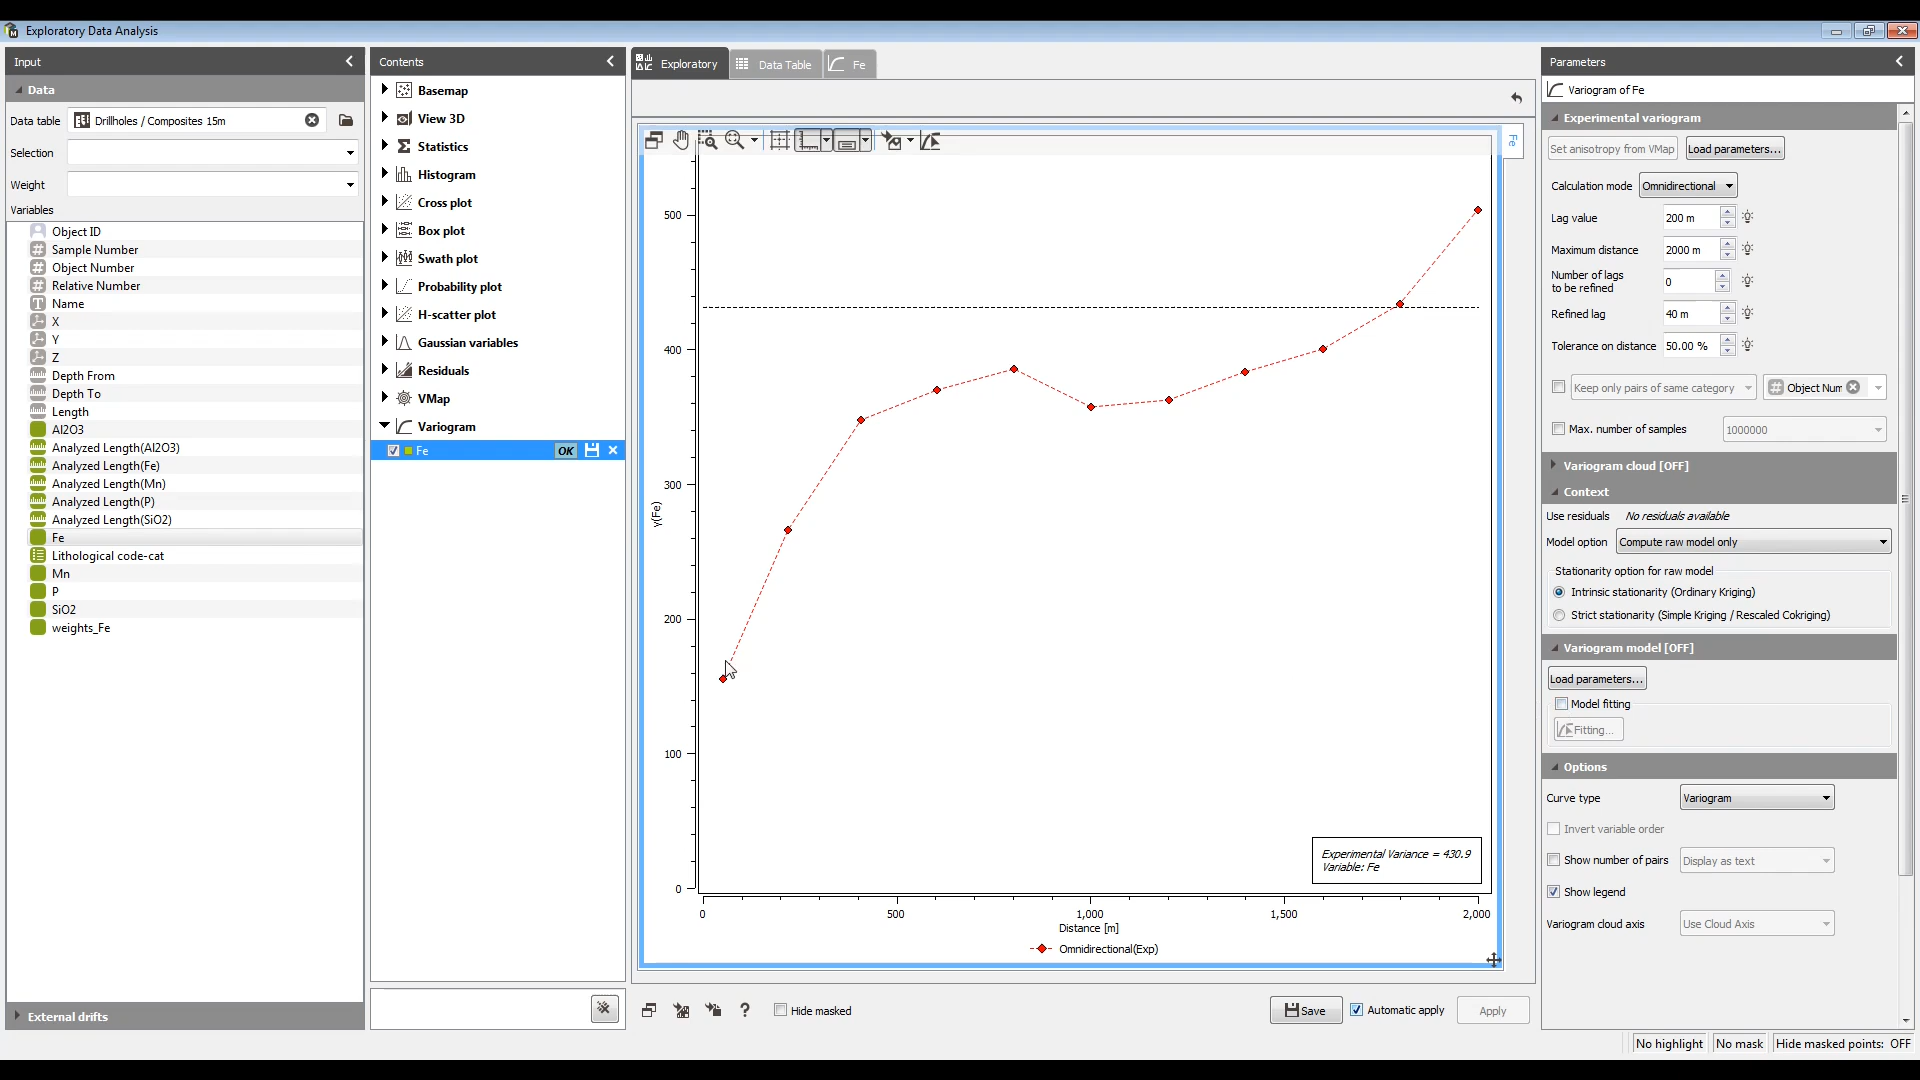 Exploratory Data Analysis
Input
Data
Data table
Drillholes / Composites 15m
Selection
Weight
Variables
Object ID
Sample Number
Object Number
Relative Number
Name
X
Y
Z
Depth From
Depth To
Length
Al2O3
Analyzed Length(Al2O3)
Analyzed Length(Fe)
Analyzed Length(Mn)
Analyzed Length(P)
Analyzed Length(SiO2)
Fe
Lithological code-cat
Mn
P
SiO2
weights_Fe
External drifts
Contents
Basemap
View 3D
Statistics
Histogram
Cross plot
Box plot
Swath plot
Probability plot
H-scatter plot
Gaussian variables
Residuals
VMap
Variogram
Fe OK
Exploratory
Data Table
Fe
Fe
500
400
300
200
100
0
γ(Fe)
Experimental Variance = 430.9
Variable: Fe
0 500 1,000 1,500 2,000
Distance [m]
Omnidirectional(Exp)
? Hide masked
Save
Automatic apply
Apply
Parameters
Variogram of Fe
Experimental variogram
Set anisotropy from VMap
Load parameters...
Calculation mode Omnidirectional
Lag value 200 m
Maximum distance 2000 m
Number of lags
to be refined
0
Refined lag 40 m
Tolerance on distance 50.00 %
Keep only pairs of same category
Object Num
Max. number of samples 1000000
Variogram cloud [OFF]
Context
Use residuals No residuals available
Model option Compute raw model only
Stationarity option for raw model
Intrinsic stationarity (Ordinary Kriging)
Strict stationarity (Simple Kriging / Rescaled Cokriging)
Variogram model [OFF]
Load parameters...
Model fitting
Fitting...
Options
Curve type Variogram
Invert variable order
Show number of pairs Display as text
Show legend
Variogram cloud axis Use Cloud Axis
No highlight
No mask
Hide masked points: OFF